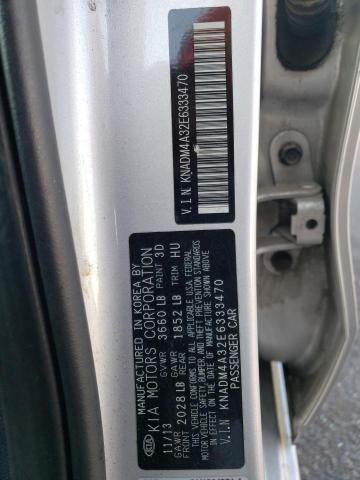 V.I.N KNADM4A32E6333470
MANUFACTURED BY KIA IN KOREA
KIA KIA MOTORS CORPORATION
11/13 GVWR 3660 LB PAINT 3D
GAWR FRONT 2028 LB GAWR REAR 1852 LB TRIM HU
THIS VEHICLE CONFORMS TO ALL APPLICABLE U.S.A. FEDERAL
MOTOR VEHICLE SAFETY, BUMPER, AND THEFT PREVENTION STANDARDS
IN EFFECT ON THE DATE OF MANUFACTURE SHOWN ABOVE.
V.I.N KNADM4A32E6333470
PASSENGER CAR